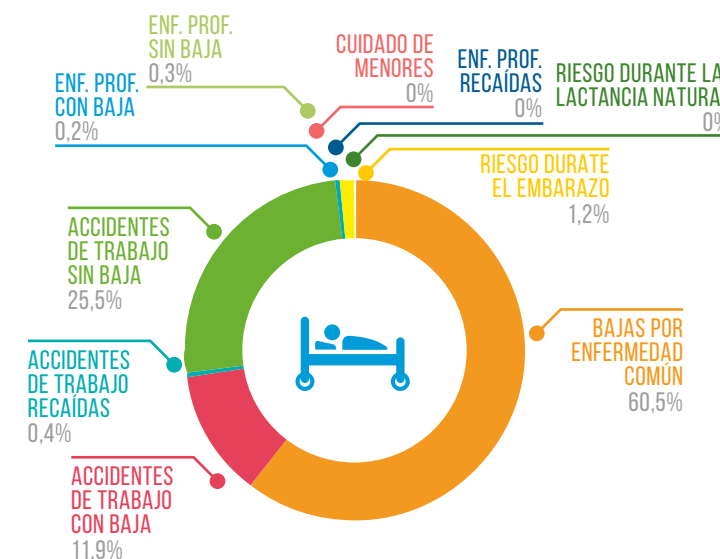 ENF. PROF.
SIN BAJA
0,3%
CUIDADO DE
MENORES
0%
ENF. PROF.
RECAÍDAS
0%
RIESGO DURANTE LA
LACTANCIA NATURA
0%
ENF. PROF.
CON BAJA
0,2%
RIESGO DURATE
EL EMBARAZO
1,2%
ACCIDENTES
DE TRABAJO
SIN BAJA
25,5%
BAJAS POR
ENFERMEDAD
COMÚN
60,5%
ACCIDENTES
DE TRABAJO
RECAÍDAS
0,4%
ACCIDENTES
DE TRABAJO
CON BAJA
11,9%